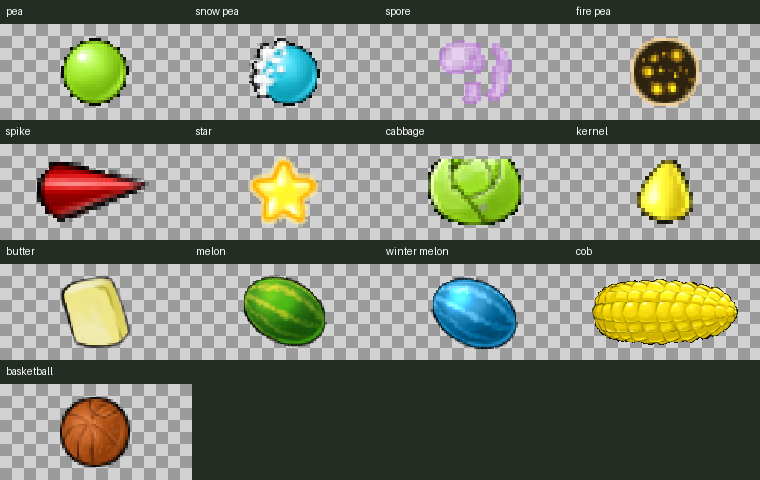 pea
snow pea
spore
fire pea
spike
star
cabbage
kernel
butter
melon
winter melon
cob
basketball